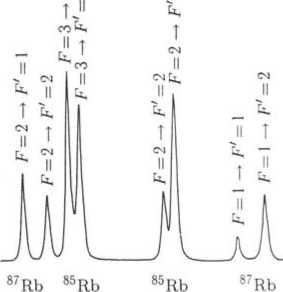 F = 2 → F′ = 1
F = 2 → F′ = 2
F = 3 →
F = 3 → F′ =
F = 2 → F′ = 2
F = 2 → F′
F = 1 → F′ = 1
F = 1 → F′ = 2
⁸⁷Rb
⁸⁵Rb
⁸⁵Rb
⁸⁷Rb